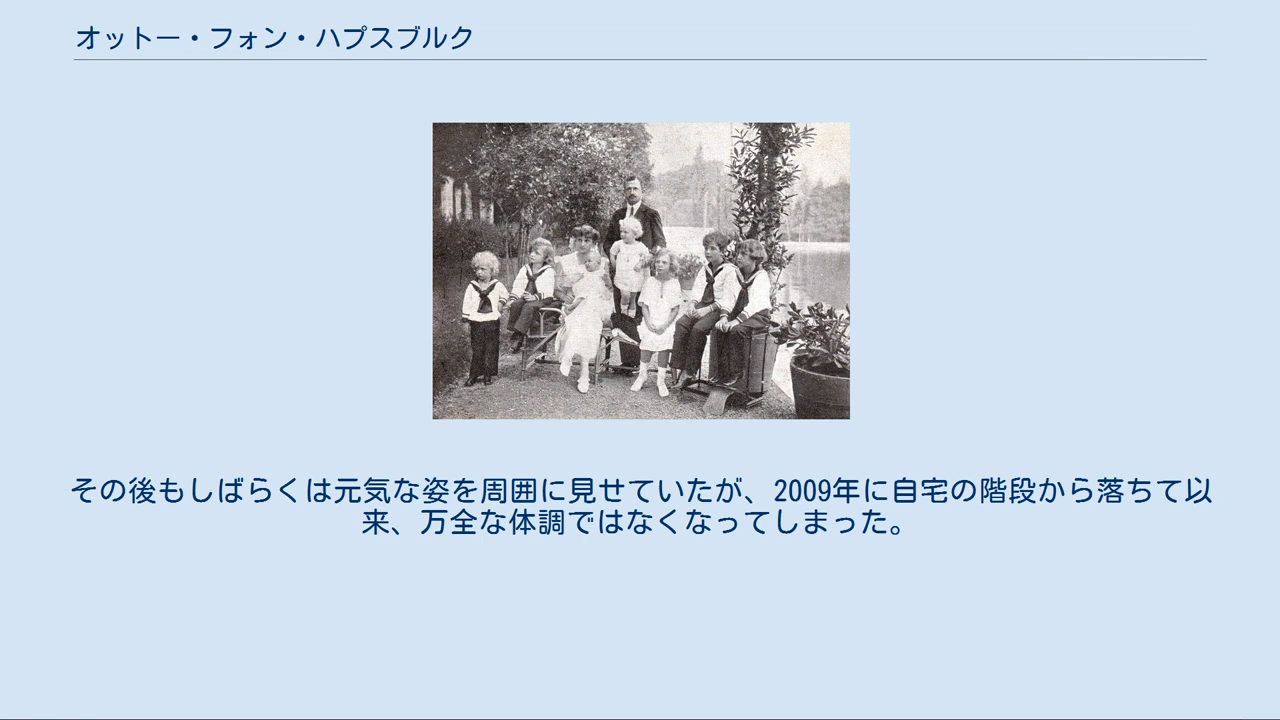 オットー・フォン・ハプスブルク
その後もしばらくは元気な姿を周囲に見せていたが、2009年に自宅の階段から落ちて以
来、万全な体調ではなくなってしまった。